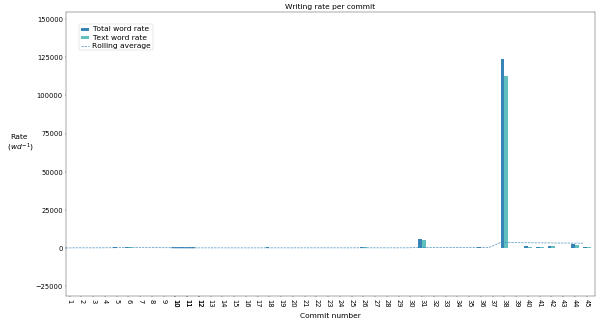 Writing rate per commit
150000
125000
100000
75000
50000
25000
0
−25000
Rate
(wd⁻¹)
Total word rate
Text word rate
Rolling average
1 2 3 4 5 6 7 8 9 10 11 12 13 14 15 16 17 18 19 20 21 22 23 24 25 26 27 28 29 30 31 32 33 34 35 36 37 38 39 40 41 42 43 44 45
Commit number